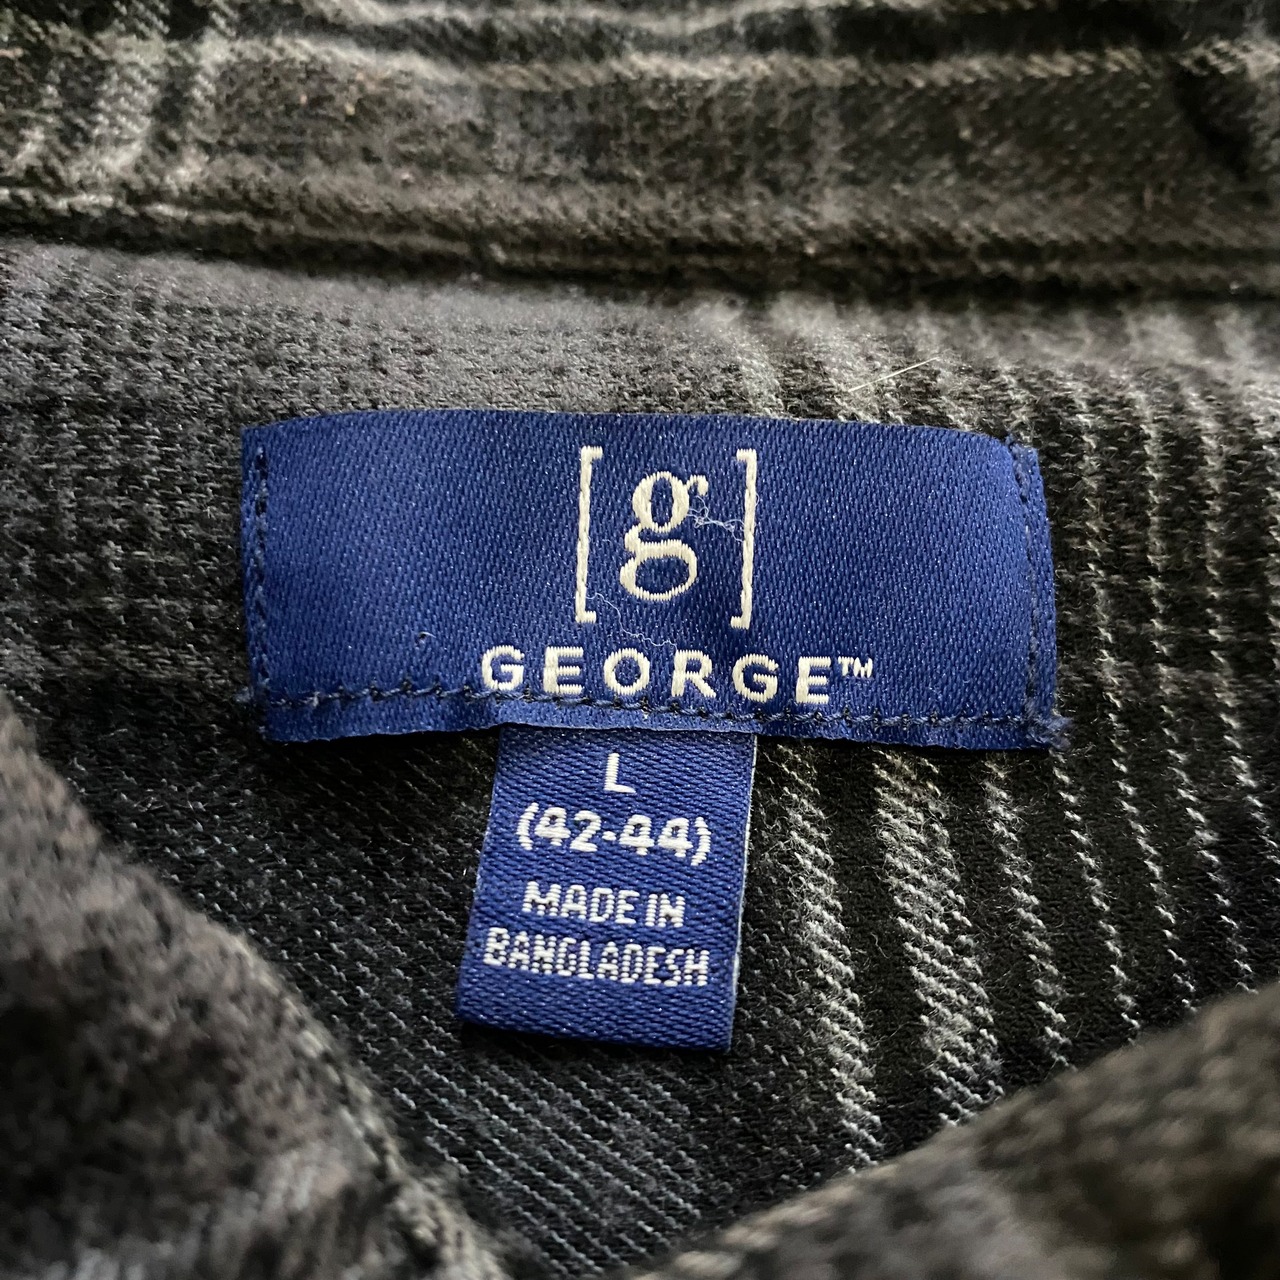 [g]
GEORGE™
L
(42-44)
MADE IN
BANGLADESH